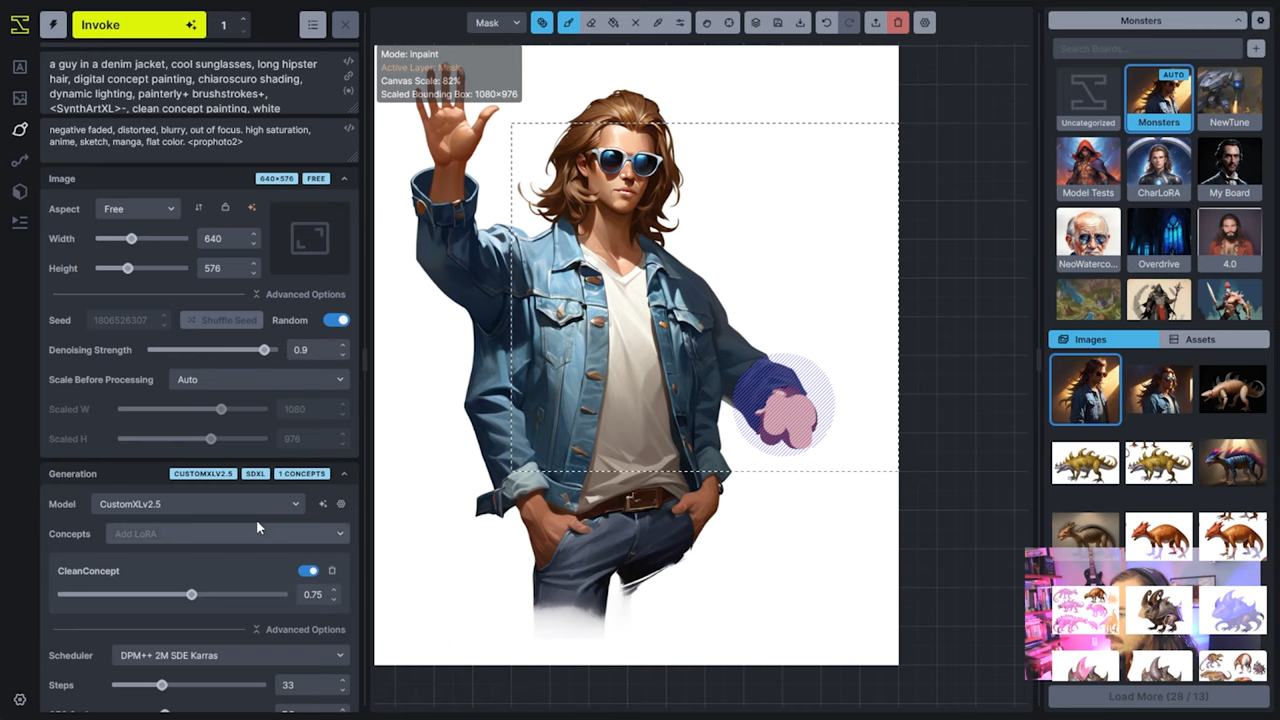 Invoke
1
a guy in a denim jacket, cool sunglasses, long hipster
hair, digital concept painting, chiaroscuro shading,
dynamic lighting, painterly+ brushstrokes+,
<SynthArtXL>-, clean concept painting, white
negative faded, distorted, blurry, out of focus. high saturation,
anime, sketch, manga, flat color. <prophoto2>
Image
640×576
FREE
Aspect
Free
Width
640
Height
576
Advanced Options
Seed
1806526307
Shuffle Seed
Random
Denoising Strength
0.9
Scale Before Processing
Auto
Scaled W
1080
Scaled H
976
Generation
CUSTOMXLV2.5
SDXL
1 CONCEPTS
Model
CustomXLv2.5
Concepts
Add LoRA
CleanConcept
0.75
Advanced Options
Scheduler
DPM++ 2M SDE Karras
Steps
33
Mask
Mode: Inpaint
Active Layer: Mask
Canvas Scale: 82%
Scaled Bounding Box: 1080×976
Monsters
Search Boards...
AUTO
Uncategorized
Monsters
NewTune
Model Tests
CharLoRA
My Board
NeoWaterco...
Overdrive
4.0
Images
Assets
Load More (28 / 13)